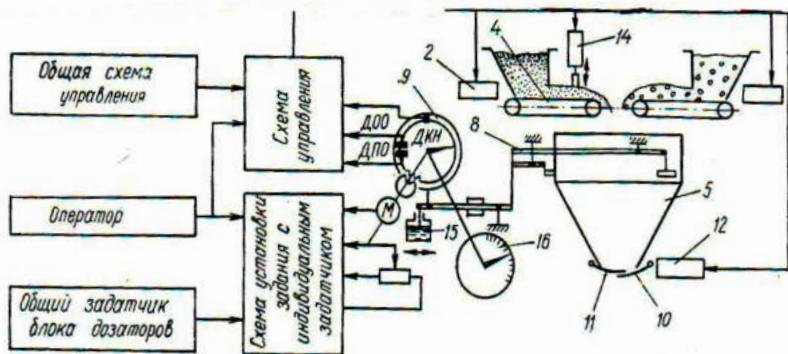 Общая схема
управления
Оператор
Общий задатчик
блока дозаторов
Схема
управления
Схема установки
задания с
индивидуальным
задатчиком
ДОО
ДПО
ДКН
М
9
15
16
8
2
4
14
5
12
11
10